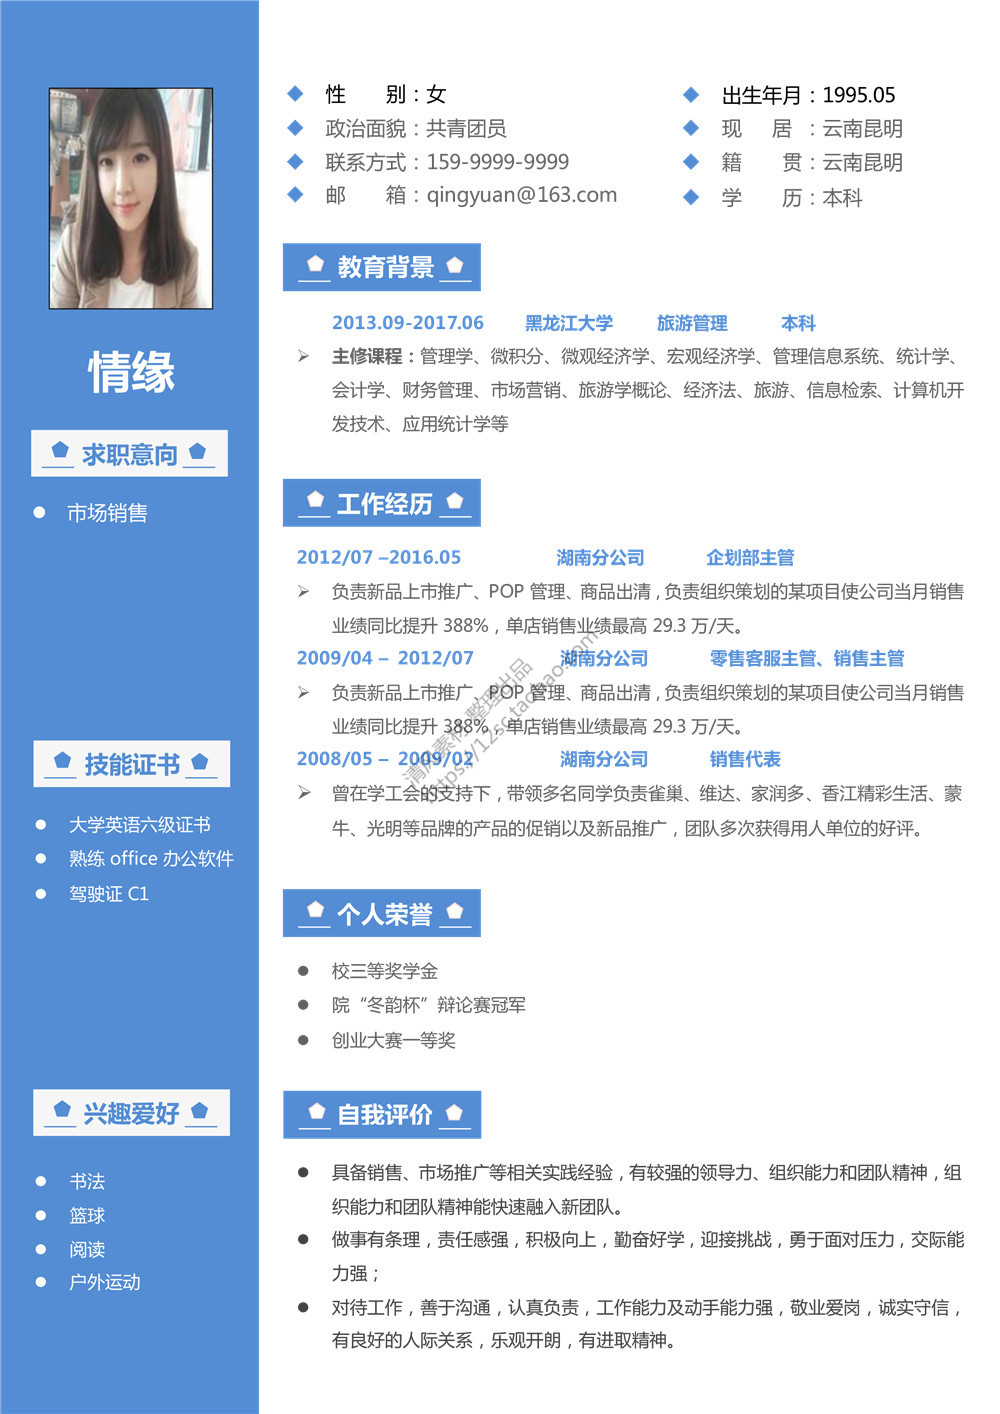 情缘
求职意向
市场销售
技能证书
大学英语六级证书
熟练 office 办公软件
驾驶证 C1
兴趣爱好
书法
篮球
阅读
户外运动
性 别：女
出生年月：1995.05
政治面貌：共青团员
现 居 ：云南昆明
联系方式：159-9999-9999
籍 贯：云南昆明
邮 箱：qingyuan@163.com
学 历：本科
教育背景
2013.09-2017.06 黑龙江大学 旅游管理 本科
主修课程：管理学、微积分、微观经济学、宏观经济学、管理信息系统、统计学、
会计学、财务管理、市场营销、旅游学概论、经济法、旅游、信息检索、计算机开
发技术、应用统计学等
工作经历
2012/07 –2016.05 湖南分公司 企划部主管
负责新品上市推广、POP 管理、商品出清，负责组织策划的某项目使公司当月销售
业绩同比提升 388%，单店销售业绩最高 29.3 万/天。
2009/04 – 2012/07 湖南分公司 零售客服主管、销售主管
负责新品上市推广、POP 管理、商品出清，负责组织策划的某项目使公司当月销售
业绩同比提升 388%，单店销售业绩最高 29.3 万/天。
2008/05 – 2009/02 湖南分公司 销售代表
曾在学工会的支持下，带领多名同学负责雀巢、维达、家润多、香江精彩生活、蒙
牛、光明等品牌的产品的促销以及新品推广，团队多次获得用人单位的好评。
清风素材 整理出品
https://12sc.taobao.com
个人荣誉
校三等奖学金
院“冬韵杯”辩论赛冠军
创业大赛一等奖
自我评价
具备销售、市场推广等相关实践经验，有较强的领导力、组织能力和团队精神，组
织能力和团队精神能快速融入新团队。
做事有条理，责任感强，积极向上，勤奋好学，迎接挑战，勇于面对压力，交际能
力强；
对待工作，善于沟通，认真负责，工作能力及动手能力强，敬业爱岗，诚实守信，
有良好的人际关系，乐观开朗，有进取精神。